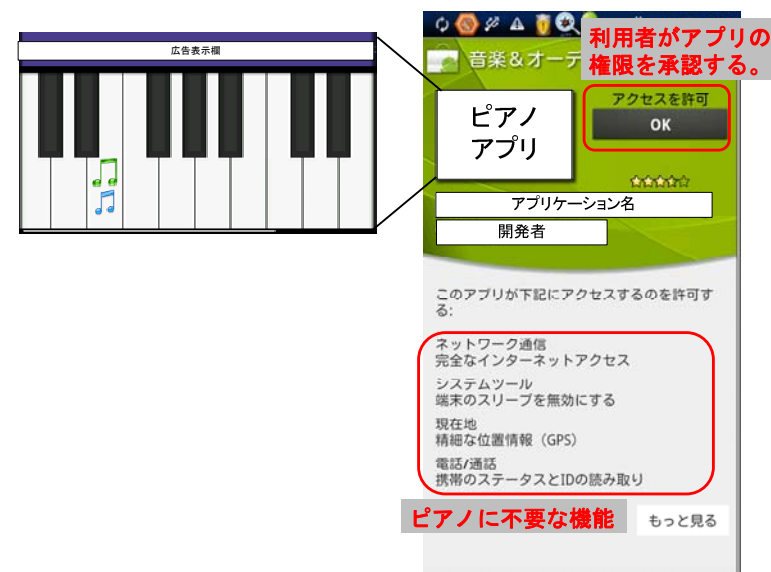 広告表示欄
音楽&オーデ
利用者がアプリの
権限を承認する。
ピアノ
アプリ
アクセスを許可
OK
アプリケーション名
開発者
このアプリが下記にアクセスするのを許可す
る:
ネットワーク通信
完全なインターネットアクセス
システムツール
端末のスリープを無効にする
現在地
精細な位置情報(GPS)
電話/通話
携帯のステータスとIDの読み取り
ピアノに不要な機能
もっと見る